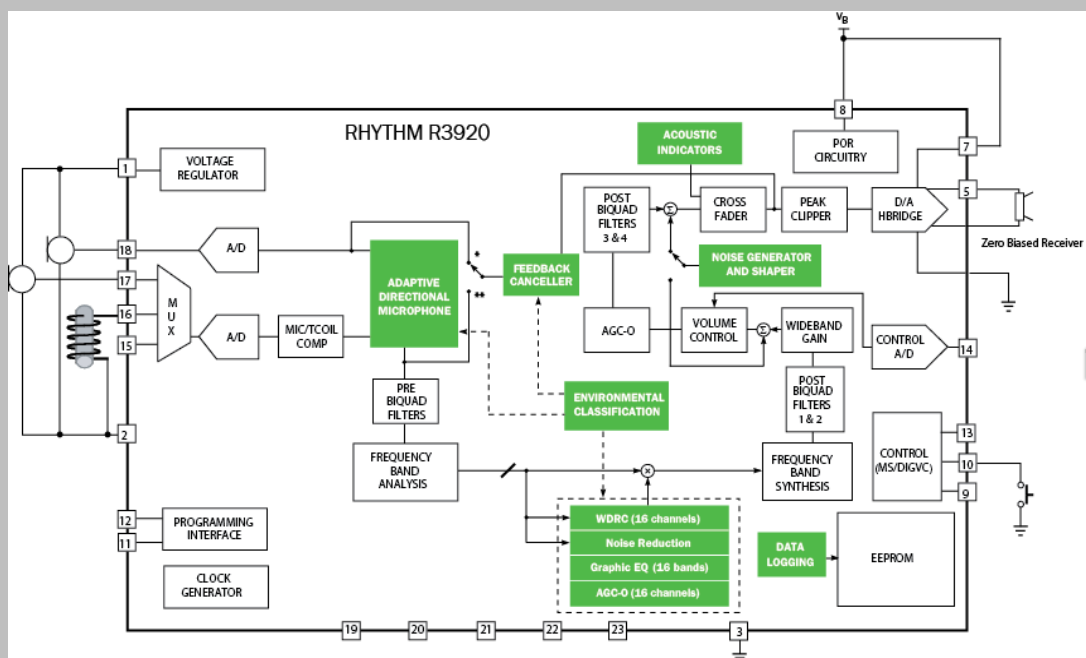 V
B
8
RHYTHM R3920
ACOUSTIC
INDICATORS
POR
CIRCUITRY
7
1
VOLTAGE
REGULATOR
5
POST
BIQUAD
FILTERS
3 & 4
Σ
CROSS
FADER
PEAK
CLIPPER
D/A
HBRIDGE
Zero Biased Receiver
18
A/D
*
17
ADAPTIVE
DIRECTIONAL
MICROPHONE
FEEDBACK
CANCELLER
NOISE GENERATOR
AND SHAPER
**
MUX
16
15
A/D
MIC/TCOIL
COMP
AGC-O
VOLUME
CONTROL
Σ
WIDEBAND
GAIN
CONTROL
A/D
14
PRE
BIQUAD
FILTERS
ENVIRONMENTAL
CLASSIFICATION
POST
BIQUAD
FILTERS
1 & 2
2
13
FREQUENCY
BAND
ANALYSIS
×
FREQUENCY
BAND
SYNTHESIS
CONTROL
(MS/DIGVC)
10
9
12
11
PROGRAMMING
INTERFACE
WDRC (16 channels)
Noise Reduction
Graphic EQ (16 bands)
AGC-O (16 channels)
DATA
LOGGING
EEPROM
CLOCK
GENERATOR
19
20
21
22
23
3